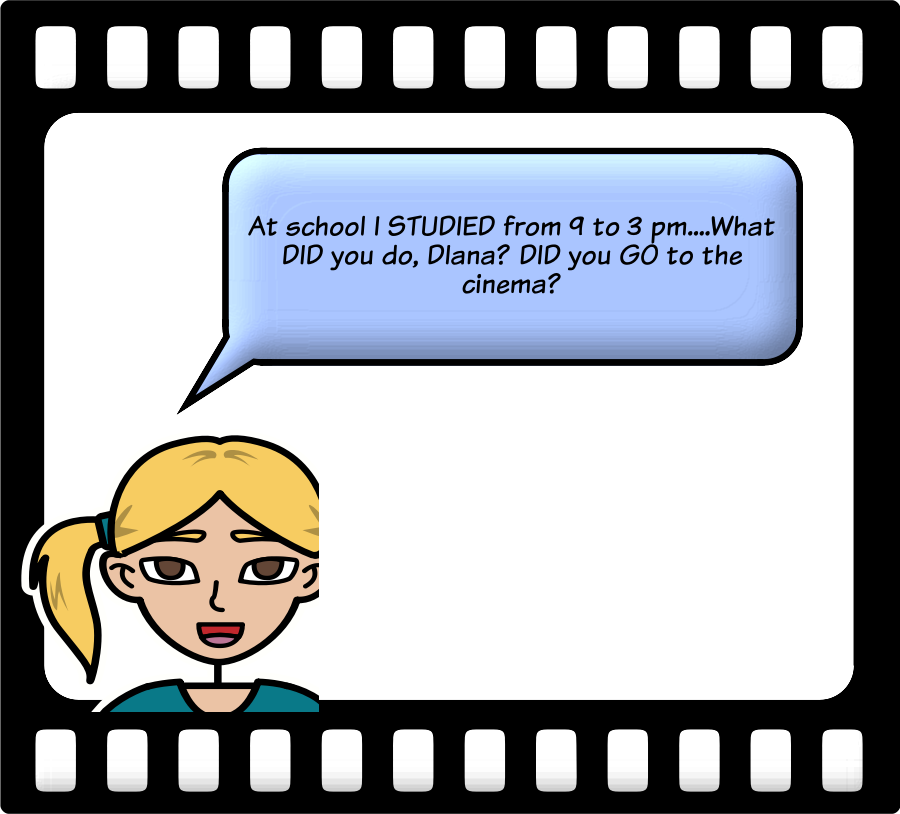 At school I STUDIED from 9 to 3 pm....What
DID you do, DIana? DID you GO to the
cinema?